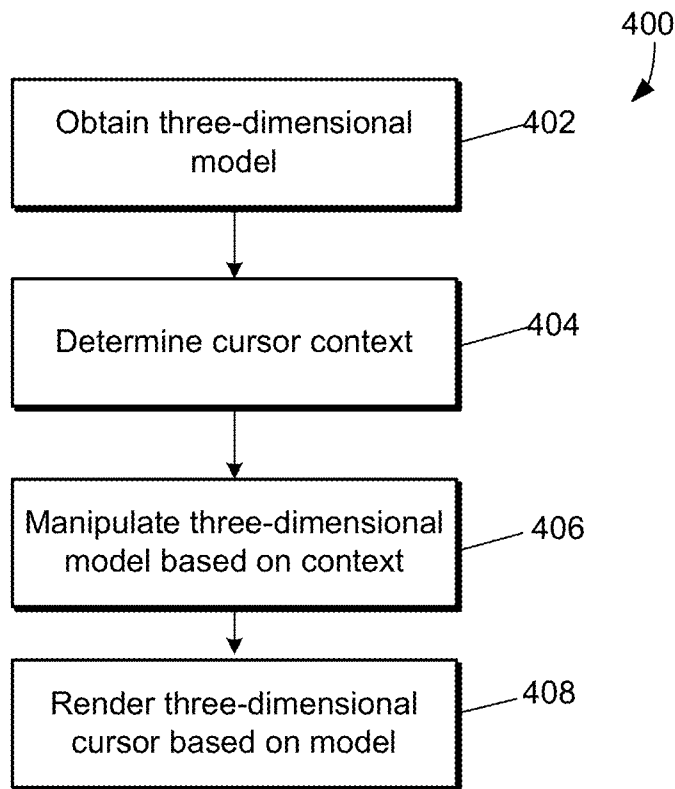 400
Obtain three-dimensional
model
402
Determine cursor context
404
Manipulate three-dimensional
model based on context
406
Render three-dimensional
cursor based on model
408